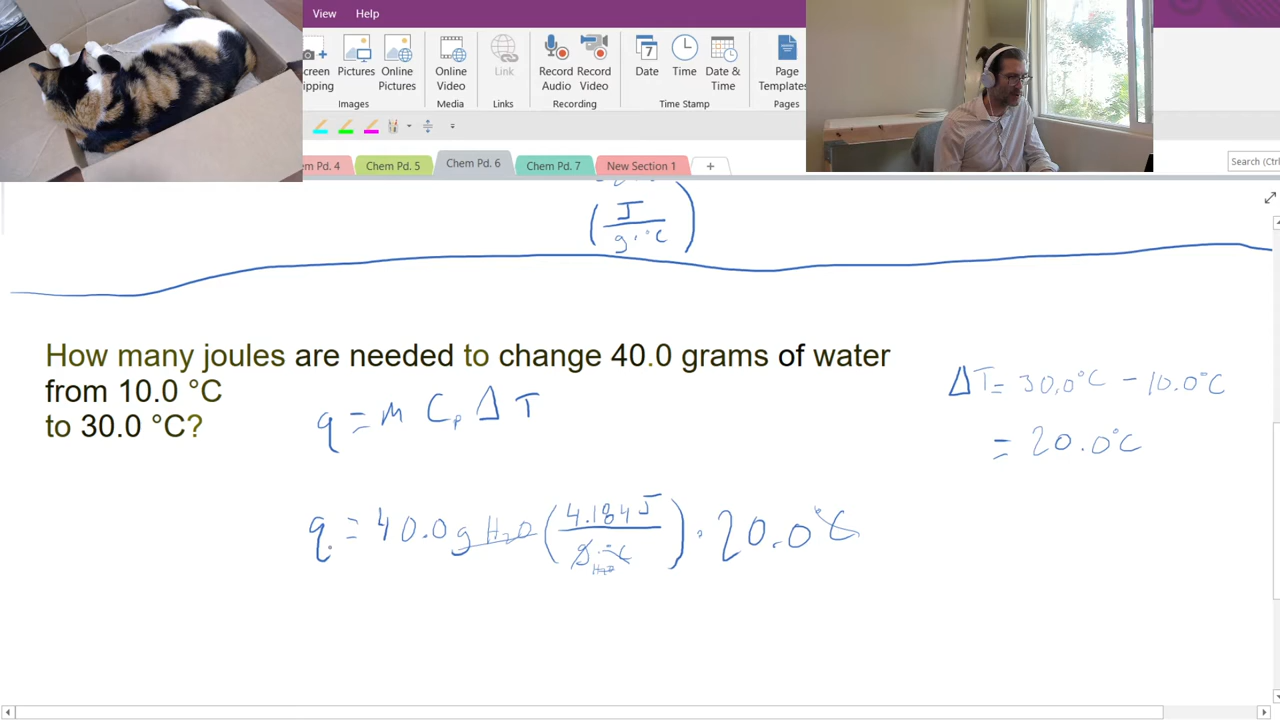 View Help
Screen Clipping Pictures Online Pictures Online Video Link Record Audio Record Video Date Time Date & Time Page Templates
Images Media Links Recording Time Stamp Pages
Pd. 4 Chem Pd. 5 Chem Pd. 6 Chem Pd. 7 New Section 1 +
Search (Ctrl
(J / g·°C)
How many joules are needed to change 40.0 grams of water
from 10.0 °C
to 30.0 °C?
q = m Cp Δ T
ΔT = 30.0°C - 10.0°C
= 20.0°C
q = 40.0 g H2O (4.184 J / g H2O·°C) · 20.0°C